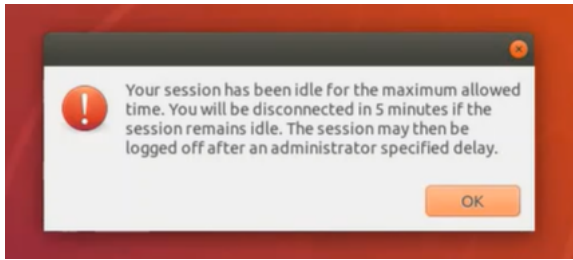 Your session has been idle for the maximum allowed
time. You will be disconnected in 5 minutes if the
session remains idle. The session may then be
logged off after an administrator specified delay.
OK